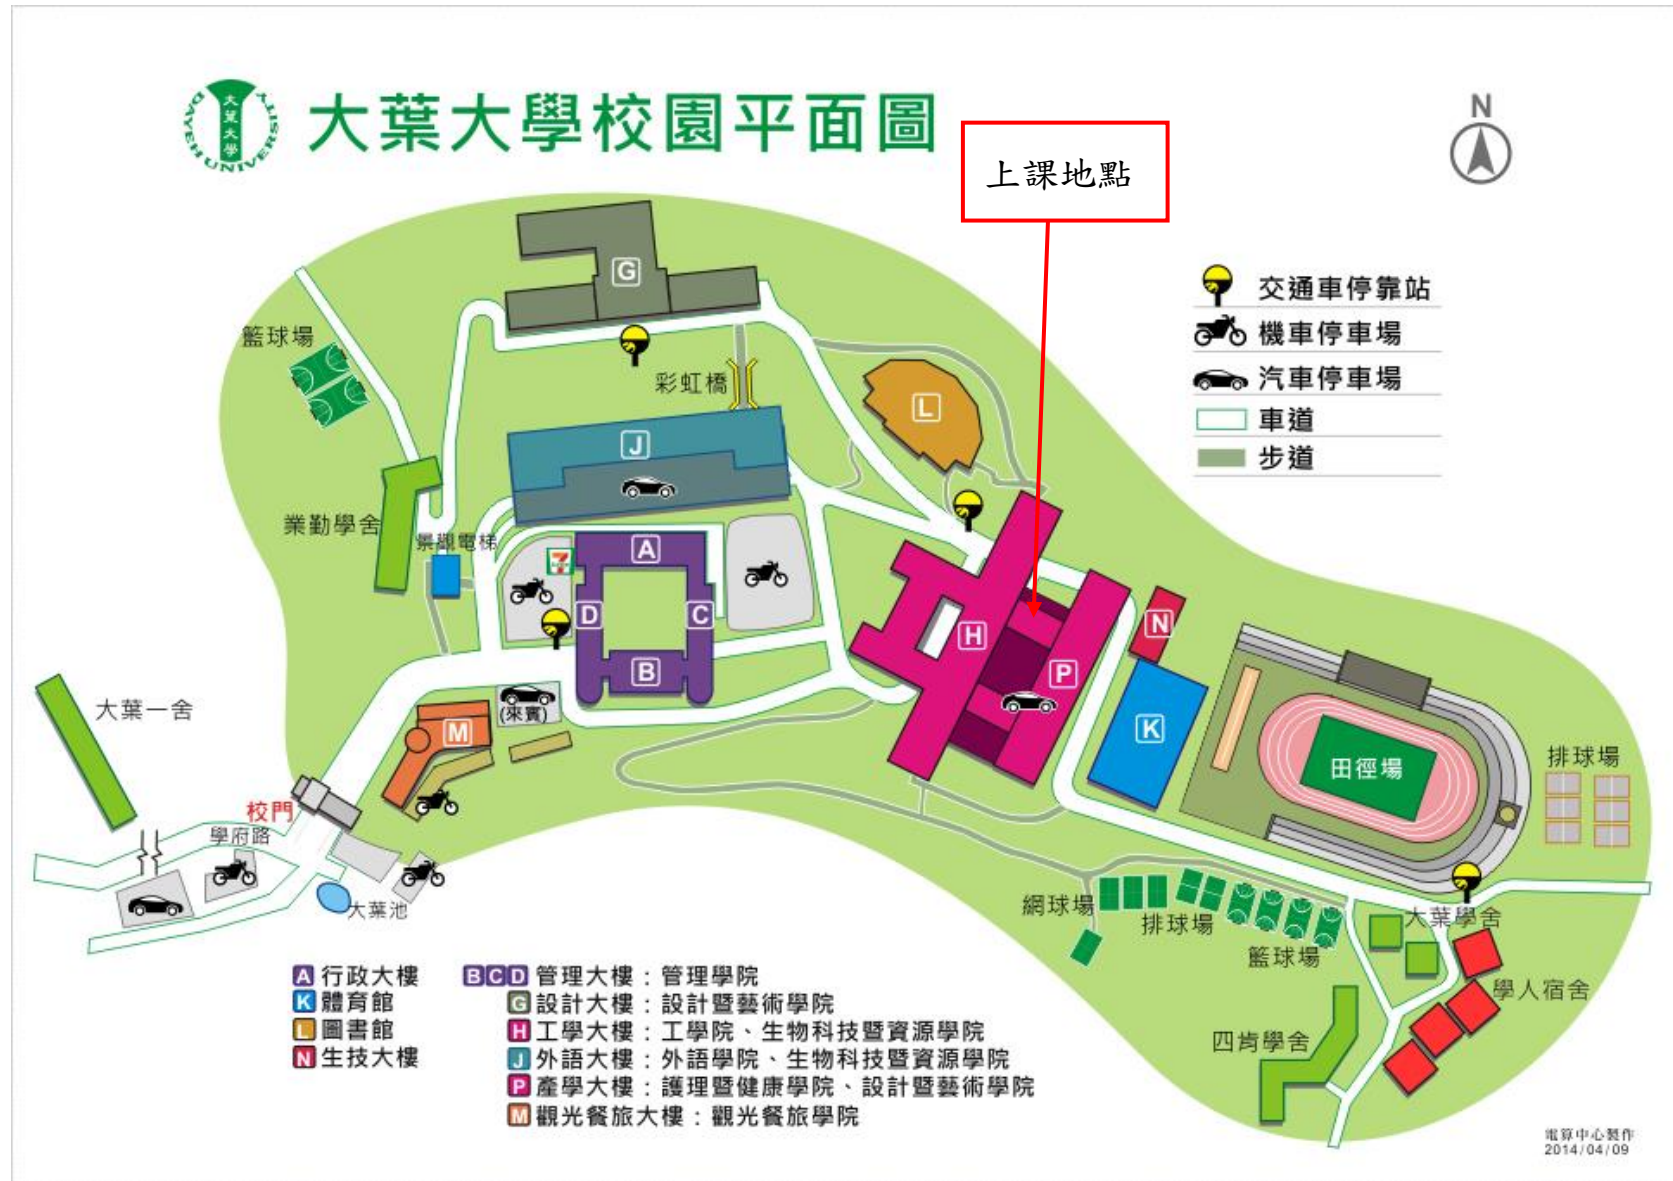 大葉大學
DAYEH UNIVERSITY
大葉大學校園平面圖
N
上課地點
交通車停靠站
機車停車場
汽車停車場
車道
步道
G
籃球場
彩虹橋
L
J
業勤學舍
景觀電梯
A
7
D
C
B
H
N
P
K
大葉一舍
(來賓)
M
田徑場
排球場
校門
學府路
大葉池
網球場
排球場
籃球場
大葉學舍
學人宿舍
四肯學舍
A 行政大樓
K 體育館
L 圖書館
N 生技大樓
BCD 管理大樓：管理學院
G 設計大樓：設計暨藝術學院
H 工學大樓：工學院、生物科技暨資源學院
J 外語大樓：外語學院、生物科技暨資源學院
P 產學大樓：護理暨健康學院、設計暨藝術學院
M 觀光餐旅大樓：觀光餐旅學院
電算中心製作
2014/04/09